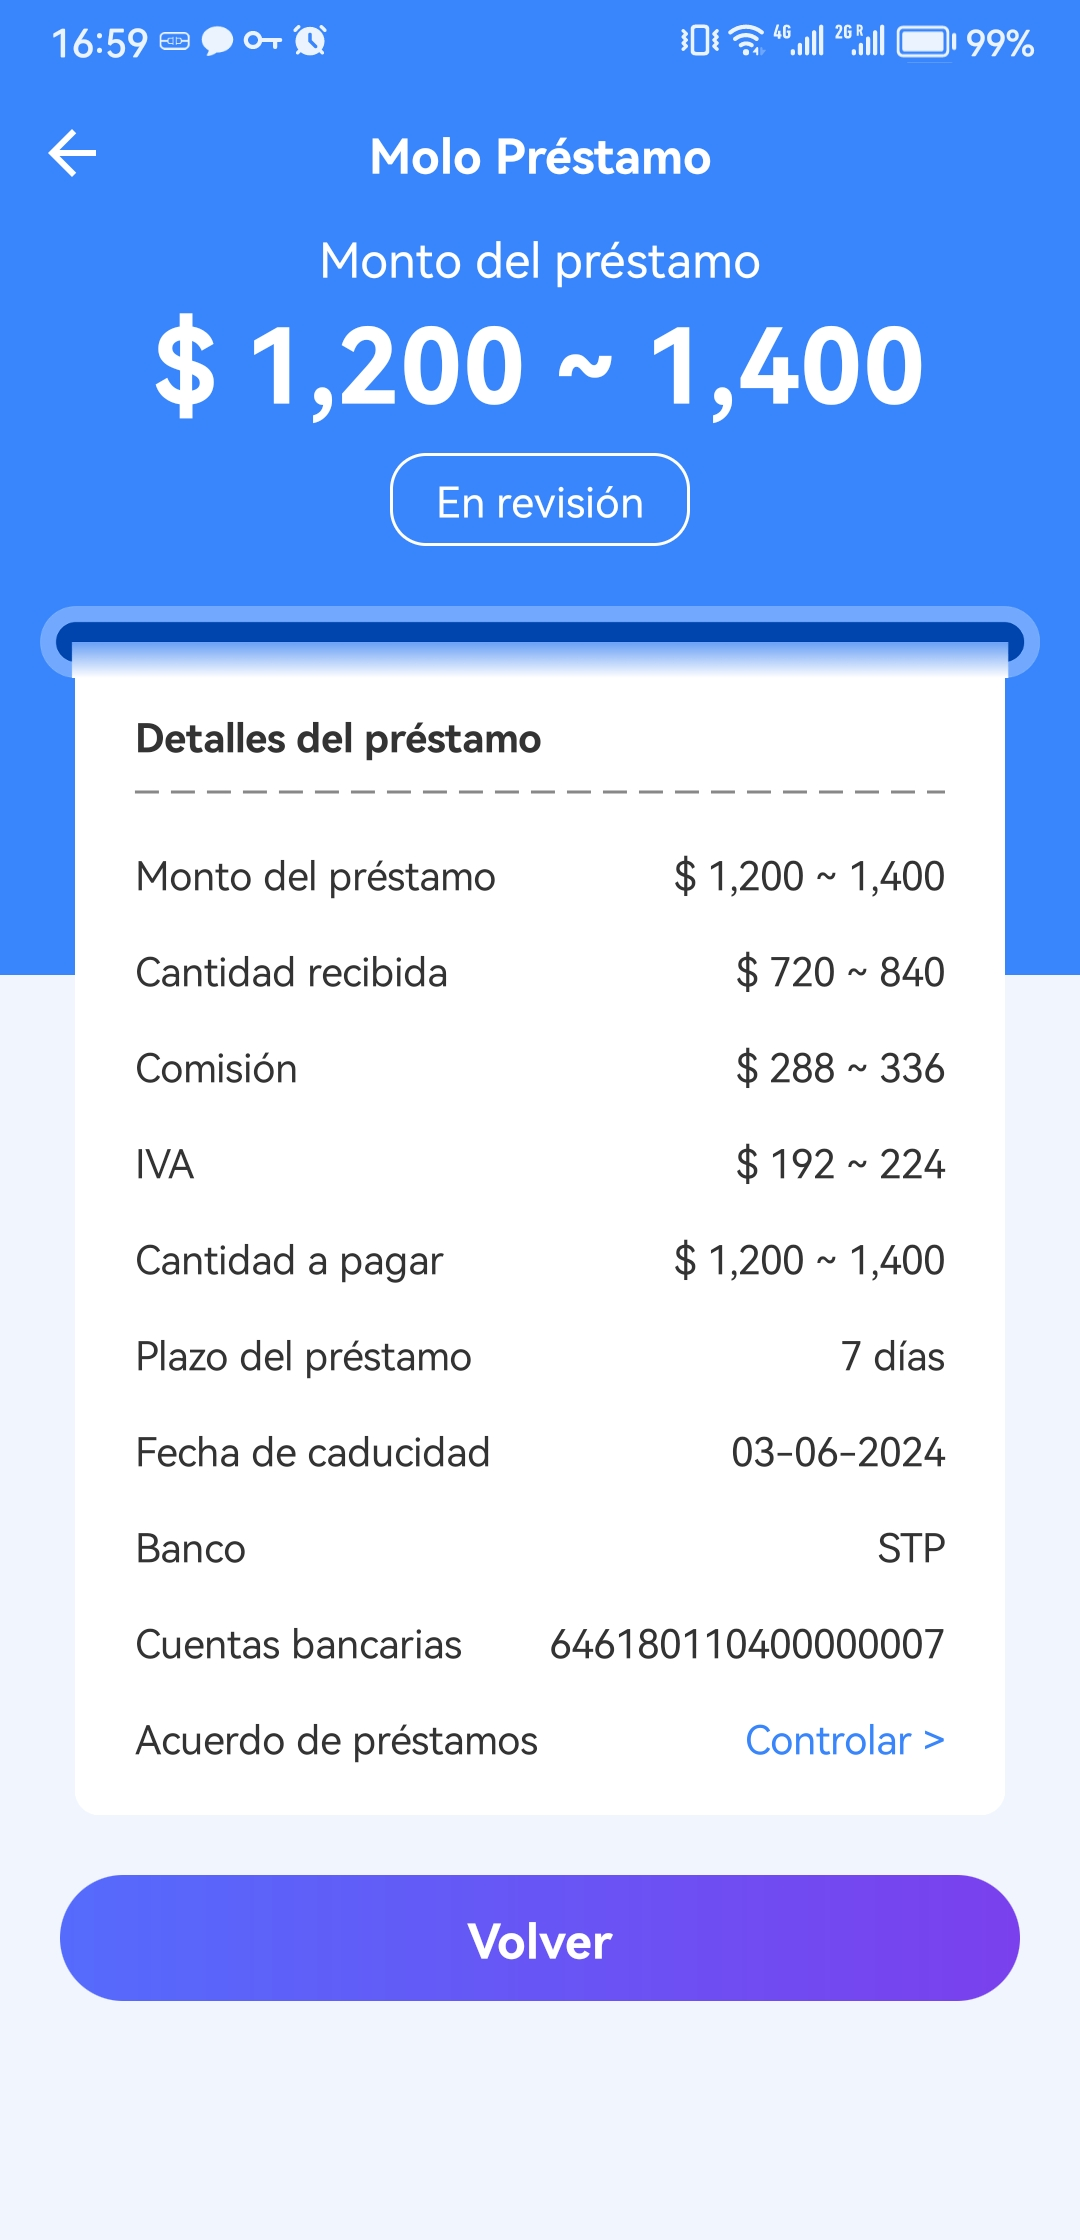 16:59 4G 2G R 99%
Molo Préstamo
Monto del préstamo
$ 1,200 ~ 1,400
En revisión
Detalles del préstamo
Monto del préstamo $ 1,200 ~ 1,400
Cantidad recibida $ 720 ~ 840
Comisión $ 288 ~ 336
IVA $ 192 ~ 224
Cantidad a pagar $ 1,200 ~ 1,400
Plazo del préstamo 7 días
Fecha de caducidad 03-06-2024
Banco STP
Cuentas bancarias 646180110400000007
Acuerdo de préstamos Controlar >
Volver